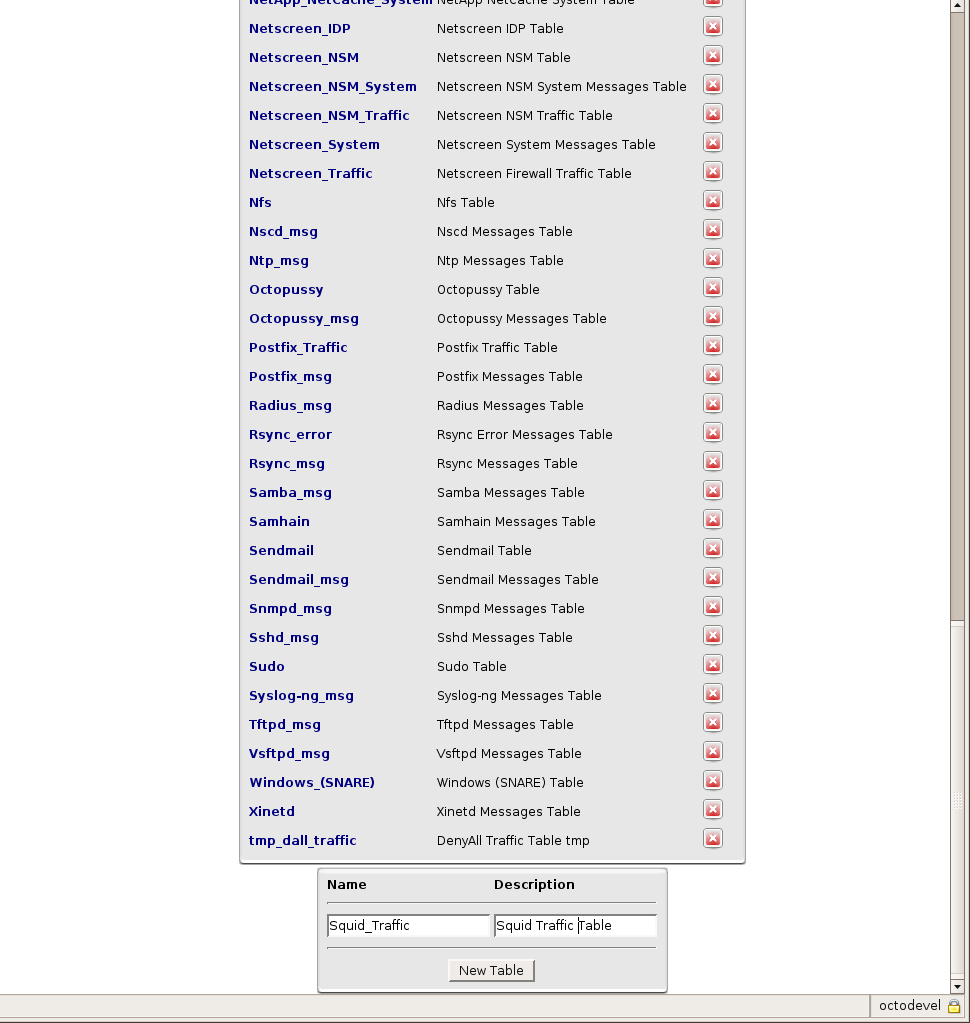 NetApp_NetCache_System NetApp NetCache System Table
Netscreen_IDP Netscreen IDP Table
Netscreen_NSM Netscreen NSM Table
Netscreen_NSM_System Netscreen NSM System Messages Table
Netscreen_NSM_Traffic Netscreen NSM Traffic Table
Netscreen_System Netscreen System Messages Table
Netscreen_Traffic Netscreen Firewall Traffic Table
Nfs Nfs Table
Nscd_msg Nscd Messages Table
Ntp_msg Ntp Messages Table
Octopussy Octopussy Table
Octopussy_msg Octopussy Messages Table
Postfix_Traffic Postfix Traffic Table
Postfix_msg Postfix Messages Table
Radius_msg Radius Messages Table
Rsync_error Rsync Error Messages Table
Rsync_msg Rsync Messages Table
Samba_msg Samba Messages Table
Samhain Samhain Messages Table
Sendmail Sendmail Table
Sendmail_msg Sendmail Messages Table
Snmpd_msg Snmpd Messages Table
Sshd_msg Sshd Messages Table
Sudo Sudo Table
Syslog-ng_msg Syslog-ng Messages Table
Tftpd_msg Tftpd Messages Table
Vsftpd_msg Vsftpd Messages Table
Windows_(SNARE) Windows (SNARE) Table
Xinetd Xinetd Messages Table
tmp_dall_traffic DenyAll Traffic Table tmp
Name Description
Squid_Traffic Squid Traffic Table
New Table
octodevel